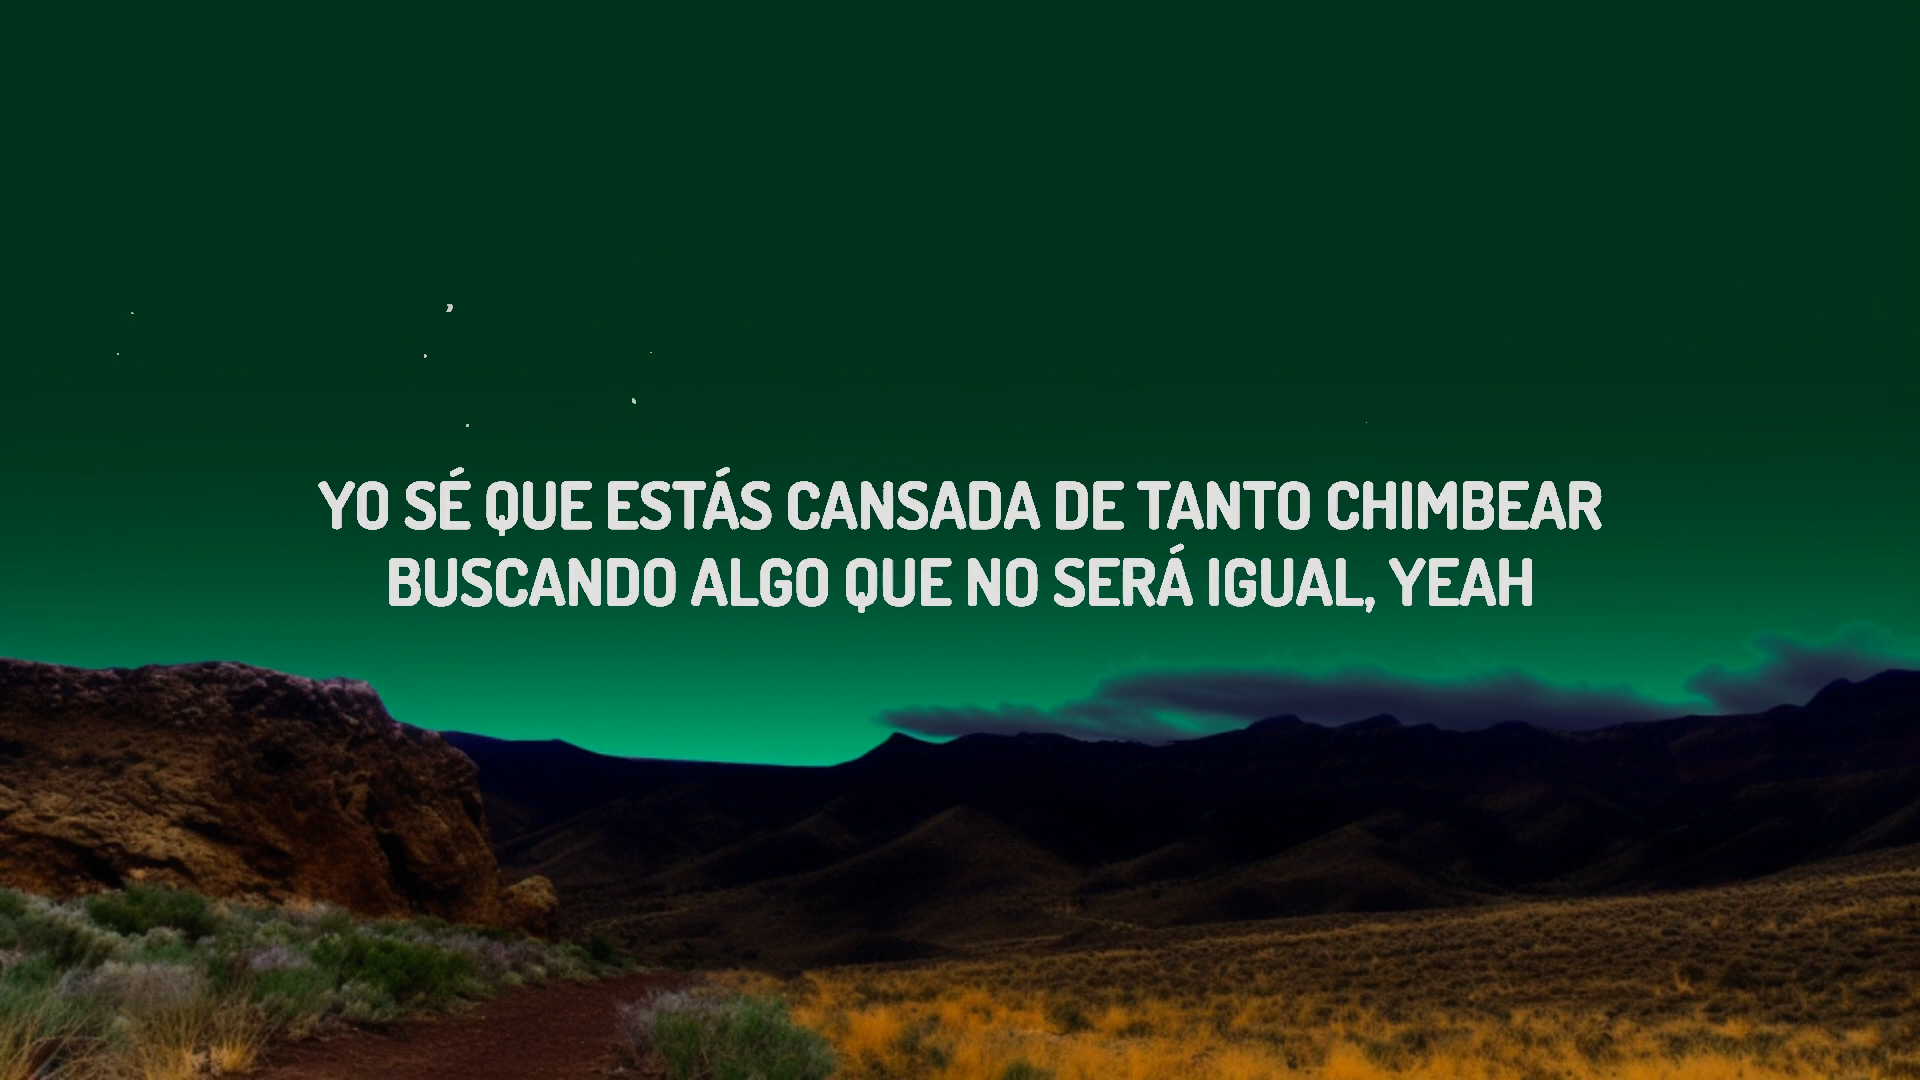 YO SÉ QUE ESTÁS CANSADA DE TANTO CHIMBEAR
BUSCANDO ALGO QUE NO SERÁ IGUAL, YEAH